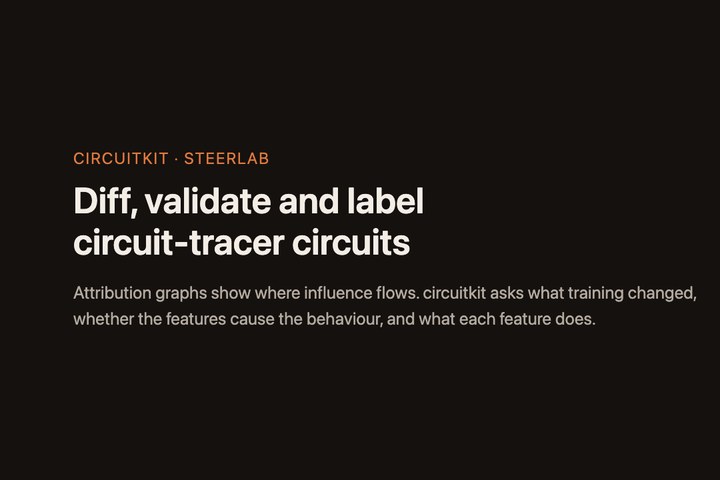 CIRCUITKIT · STEERLAB
Diff, validate and label
circuit-tracer circuits
Attribution graphs show where influence flows. circuitkit asks what training changed,
whether the features cause the behaviour, and what each feature does.